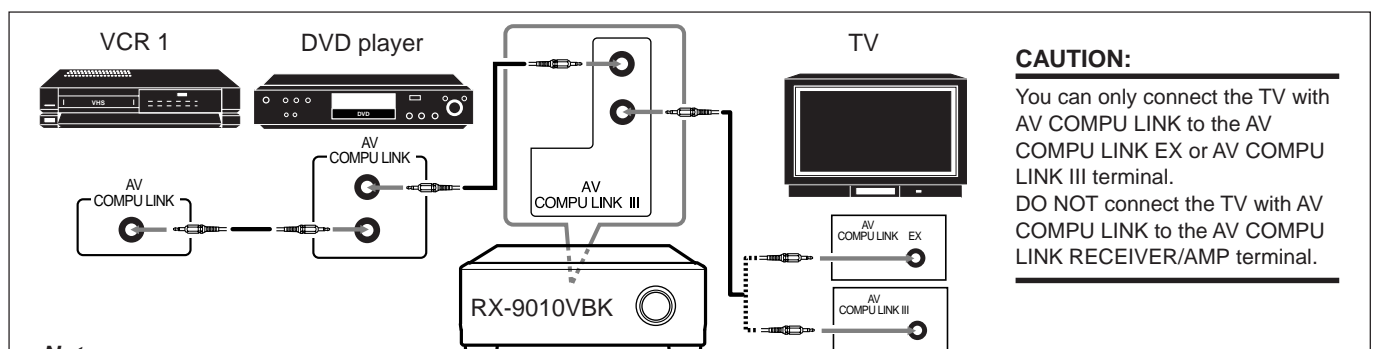 VCR 1
DVD player
TV
VHS
DVD
AV
COMPU LINK
AV
COMPU LINK
AV
COMPU LINK III
RX-9010VBK
AV
COMPU LINK EX
AV
COMPU LINK III
CAUTION:
You can only connect the TV with
AV COMPU LINK to the AV
COMPU LINK EX or AV COMPU
LINK III terminal.
DO NOT connect the TV with AV
COMPU LINK to the AV COMPU
LINK RECEIVER/AMP terminal.